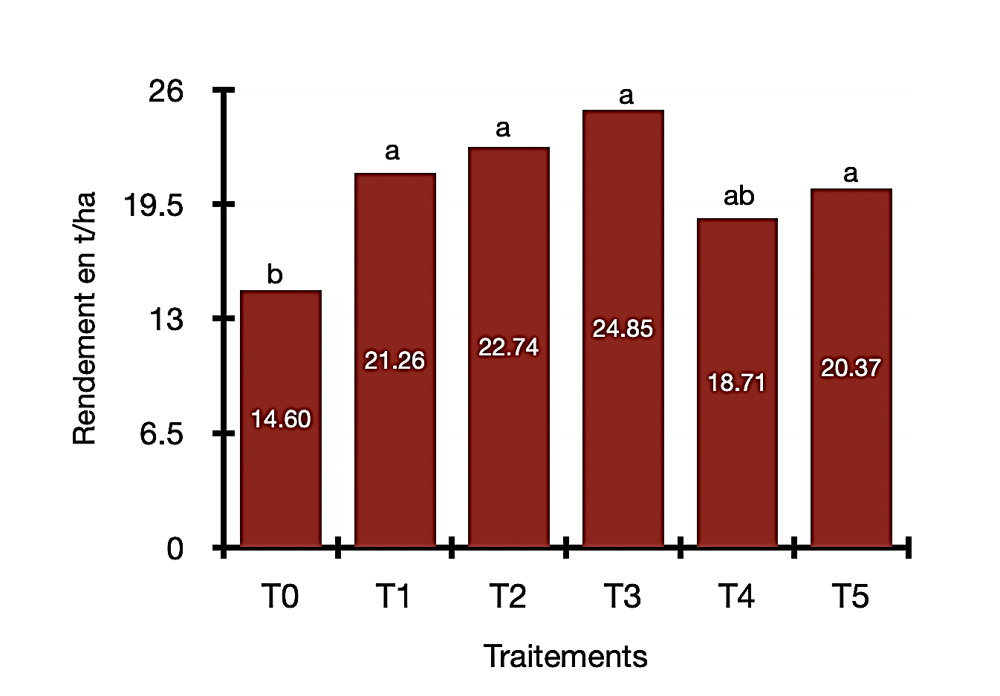 26
19.5
13
6.5
0
Rendement en t/ha
b
a
a
a
ab
a
14.60
21.26
22.74
24.85
18.71
20.37
T0 T1 T2 T3 T4 T5
Traitements